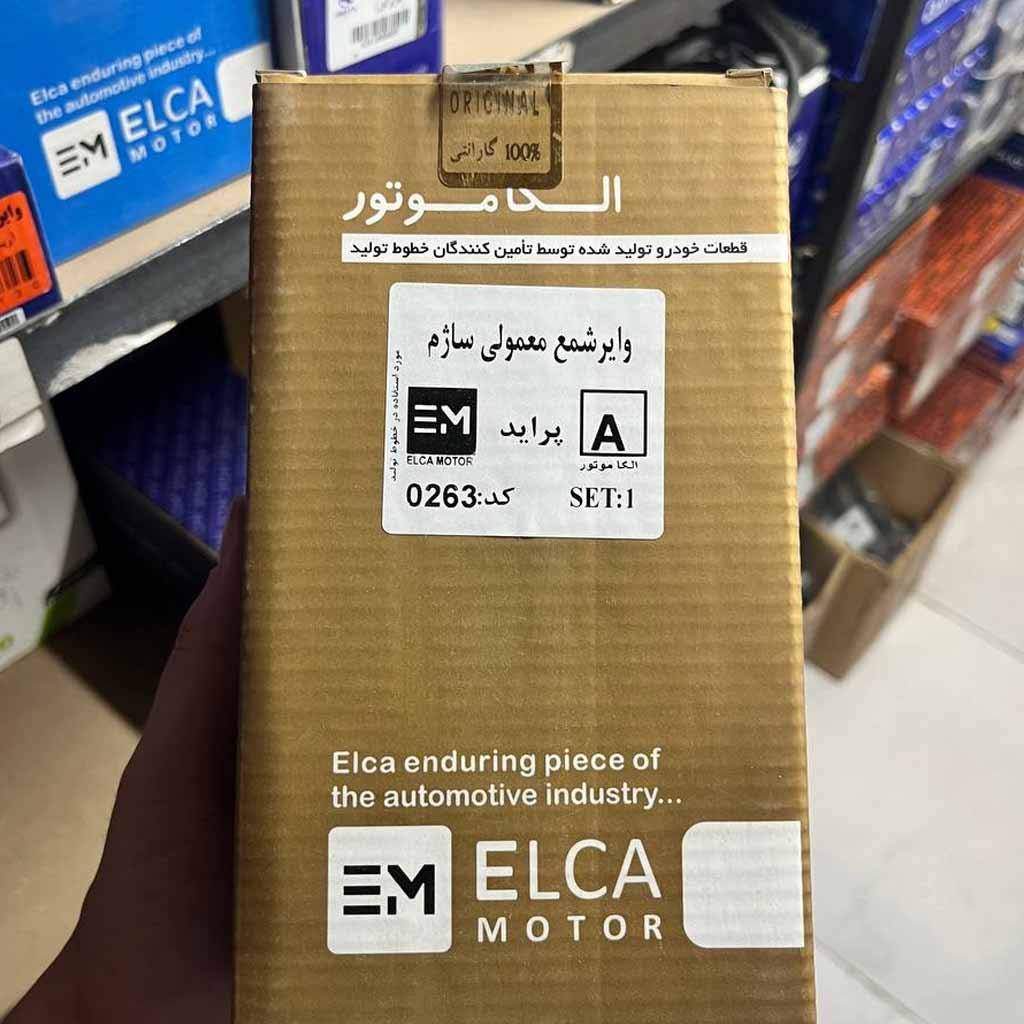 Elca enduring piece of
the automotive industry...
EM ELCA
MOTOR
ORIGINAL
100% گارانتی
الکا موتور
قطعات خودرو تولید شده توسط تأمین کنندگان خطوط تولید
وایرشمع معمولی ساژم
مورد استفاده در خطوط تولید
EM
ELCA MOTOR
پراید
A
الکا موتور
کد:0263
SET:1
Elca enduring piece of
the automotive industry...
EM ELCA
MOTOR